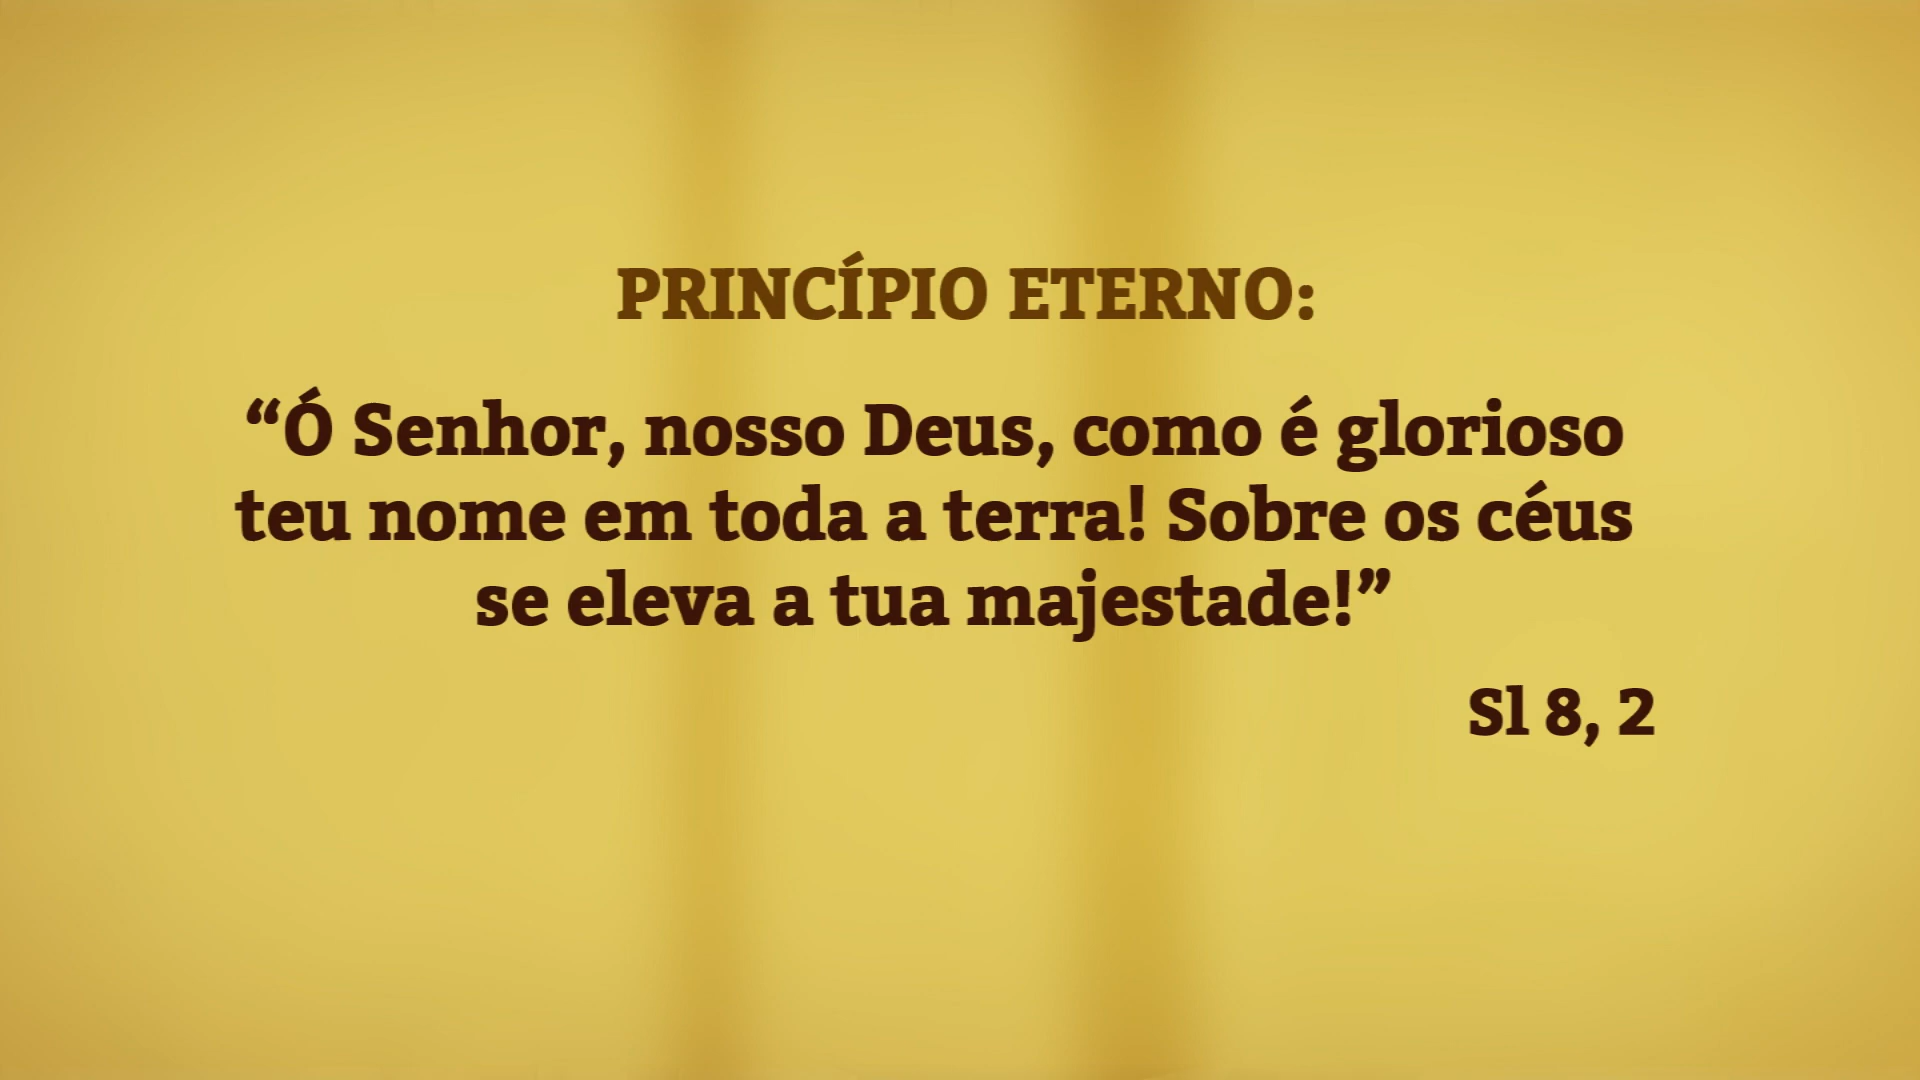 PRINCÍPIO ETERNO:
“Ó Senhor, nosso Deus, como é glorioso
teu nome em toda a terra! Sobre os céus
se eleva a tua majestade!”
Sl 8, 2